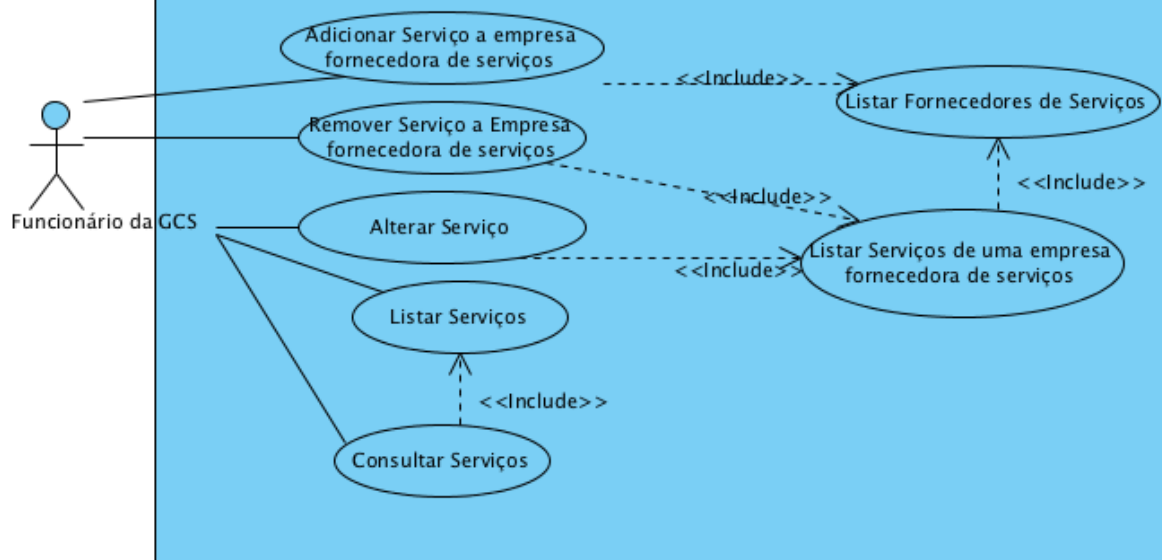 Adicionar Serviço a empresa
fornecedora de serviços
<<Include>>
Listar Fornecedores de Serviços
Remover Serviço a Empresa
fornecedora de serviços
<<Include>>
<<Include>>
Funcionário da GCS
Alterar Serviço
Listar Serviços de uma empresa
fornecedora de serviços
<<Include>>
Listar Serviços
<<Include>>
Consultar Serviços